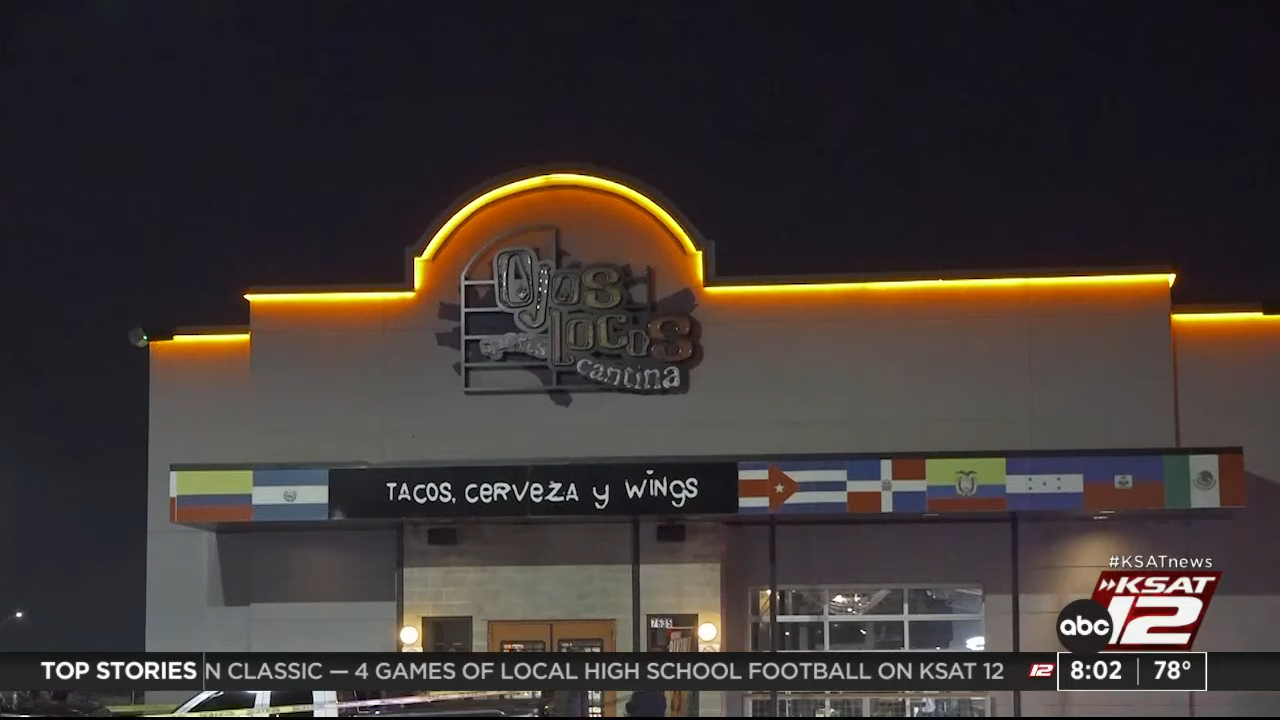 Ojos
Locos
sports
cantina
TACOS, CERVEZA y WINGS
7635
#KSATnews
KSAT
abc 12
TOP STORIES N CLASSIC — 4 GAMES OF LOCAL HIGH SCHOOL FOOTBALL ON KSAT 12 12 8:02 78°